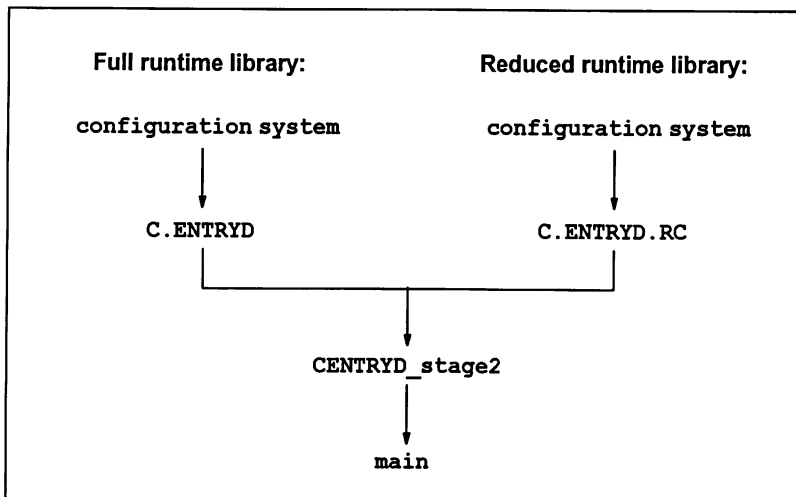 Full runtime library: Reduced runtime library:
configuration system configuration system
C.ENTRYD C.ENTRYD.RC
CENTRYD_stage2
main